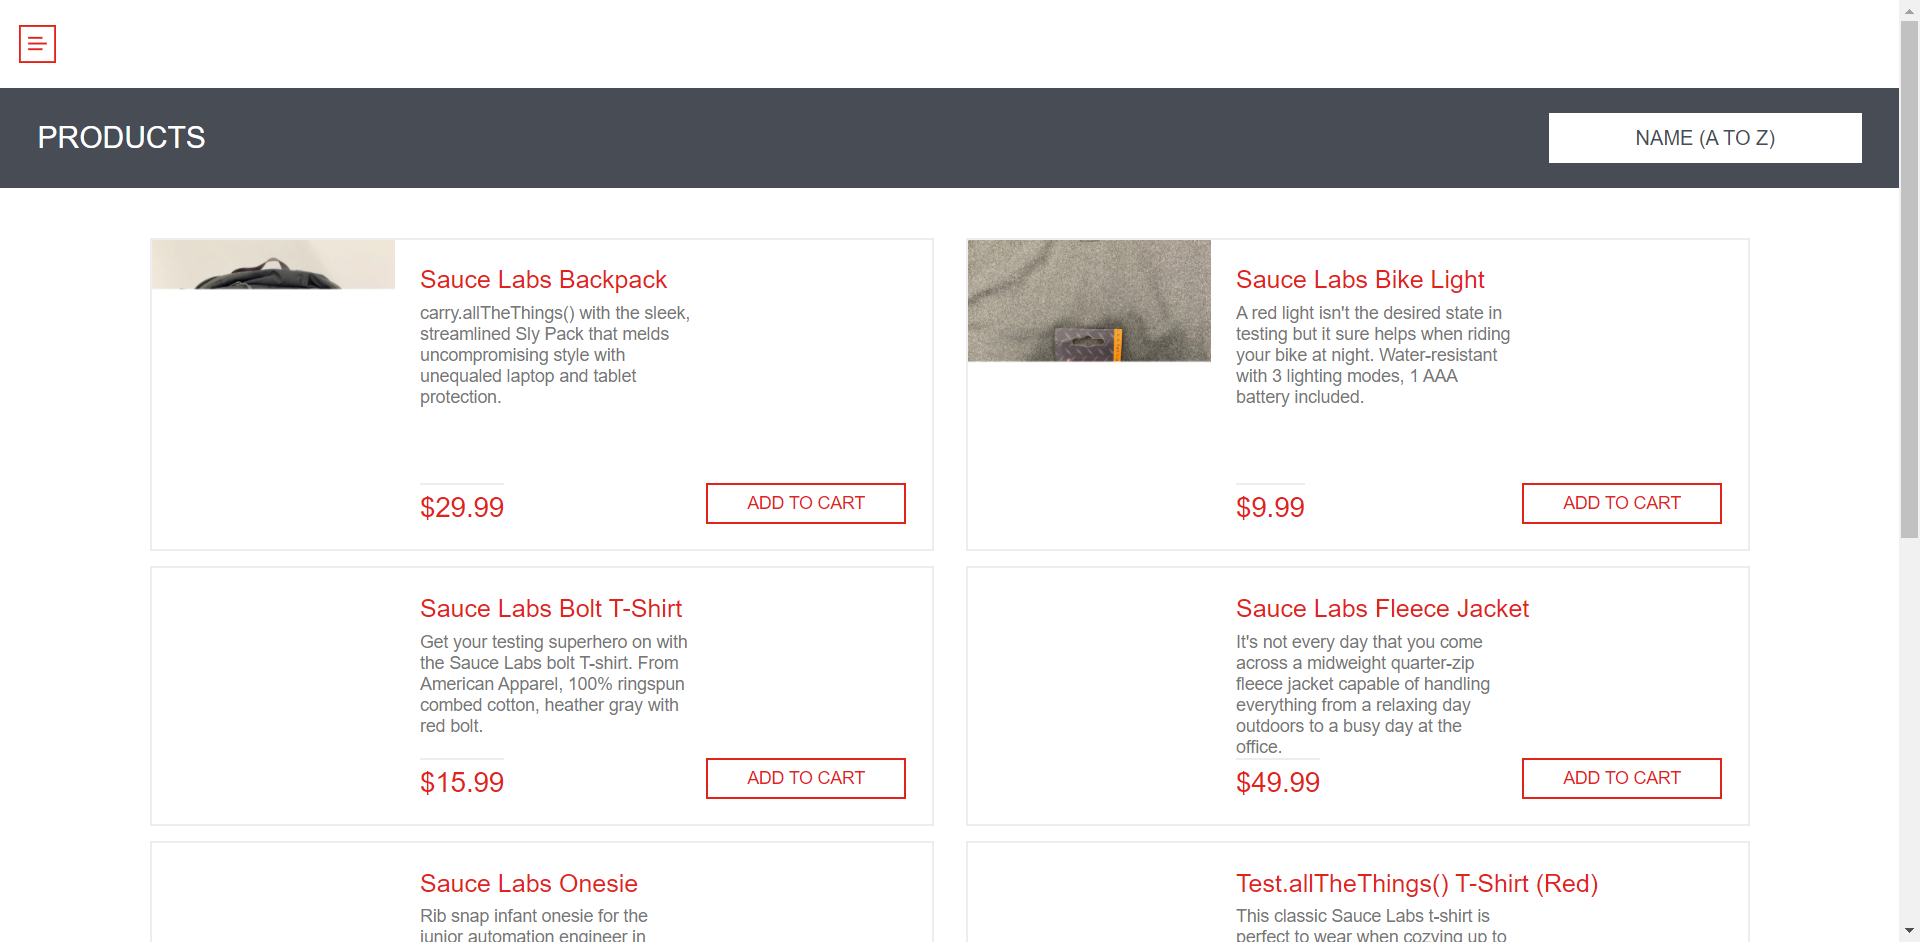 PRODUCTS
NAME (A TO Z)
Sauce Labs Backpack
carry.allTheThings() with the sleek,
streamlined Sly Pack that melds
uncompromising style with
unequaled laptop and tablet
protection.
$29.99
ADD TO CART
Sauce Labs Bike Light
A red light isn't the desired state in
testing but it sure helps when riding
your bike at night. Water-resistant
with 3 lighting modes, 1 AAA
battery included.
$9.99
ADD TO CART
Sauce Labs Bolt T-Shirt
Get your testing superhero on with
the Sauce Labs bolt T-shirt. From
American Apparel, 100% ringspun
combed cotton, heather gray with
red bolt.
$15.99
ADD TO CART
Sauce Labs Fleece Jacket
It's not every day that you come
across a midweight quarter-zip
fleece jacket capable of handling
everything from a relaxing day
outdoors to a busy day at the
office.
$49.99
ADD TO CART
Sauce Labs Onesie
Rib snap infant onesie for the
junior automation engineer in
Test.allTheThings() T-Shirt (Red)
This classic Sauce Labs t-shirt is
perfect to wear when cozying up to